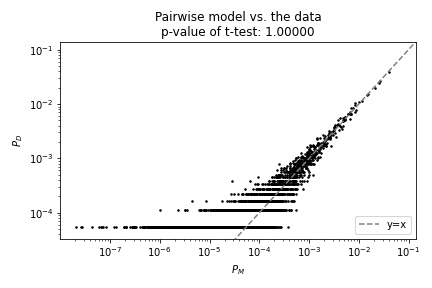 Pairwise model vs. the data
p-value of t-test: 1.00000
10⁻¹
10⁻²
10⁻³
10⁻⁴
P_D
10⁻⁷
10⁻⁶
10⁻⁵
10⁻⁴
10⁻³
10⁻²
10⁻¹
P_M
y=x